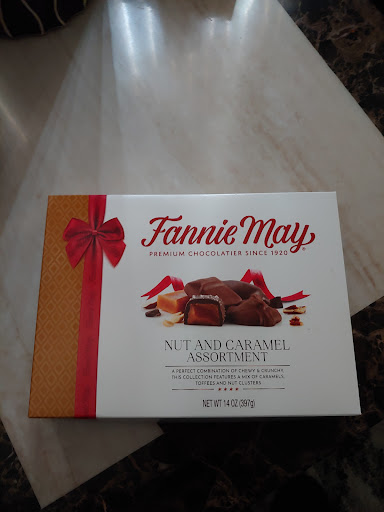 Fannie May®
PREMIUM CHOCOLATIER SINCE 1920
NUT AND CARAMEL
ASSORTMENT
A PERFECT COMBINATION OF CHEWY & CRUNCHY.
THIS COLLECTION FEATURES A MIX OF CARAMELS,
TOFFEES AND NUT CLUSTERS
NET WT 14 OZ (397g)